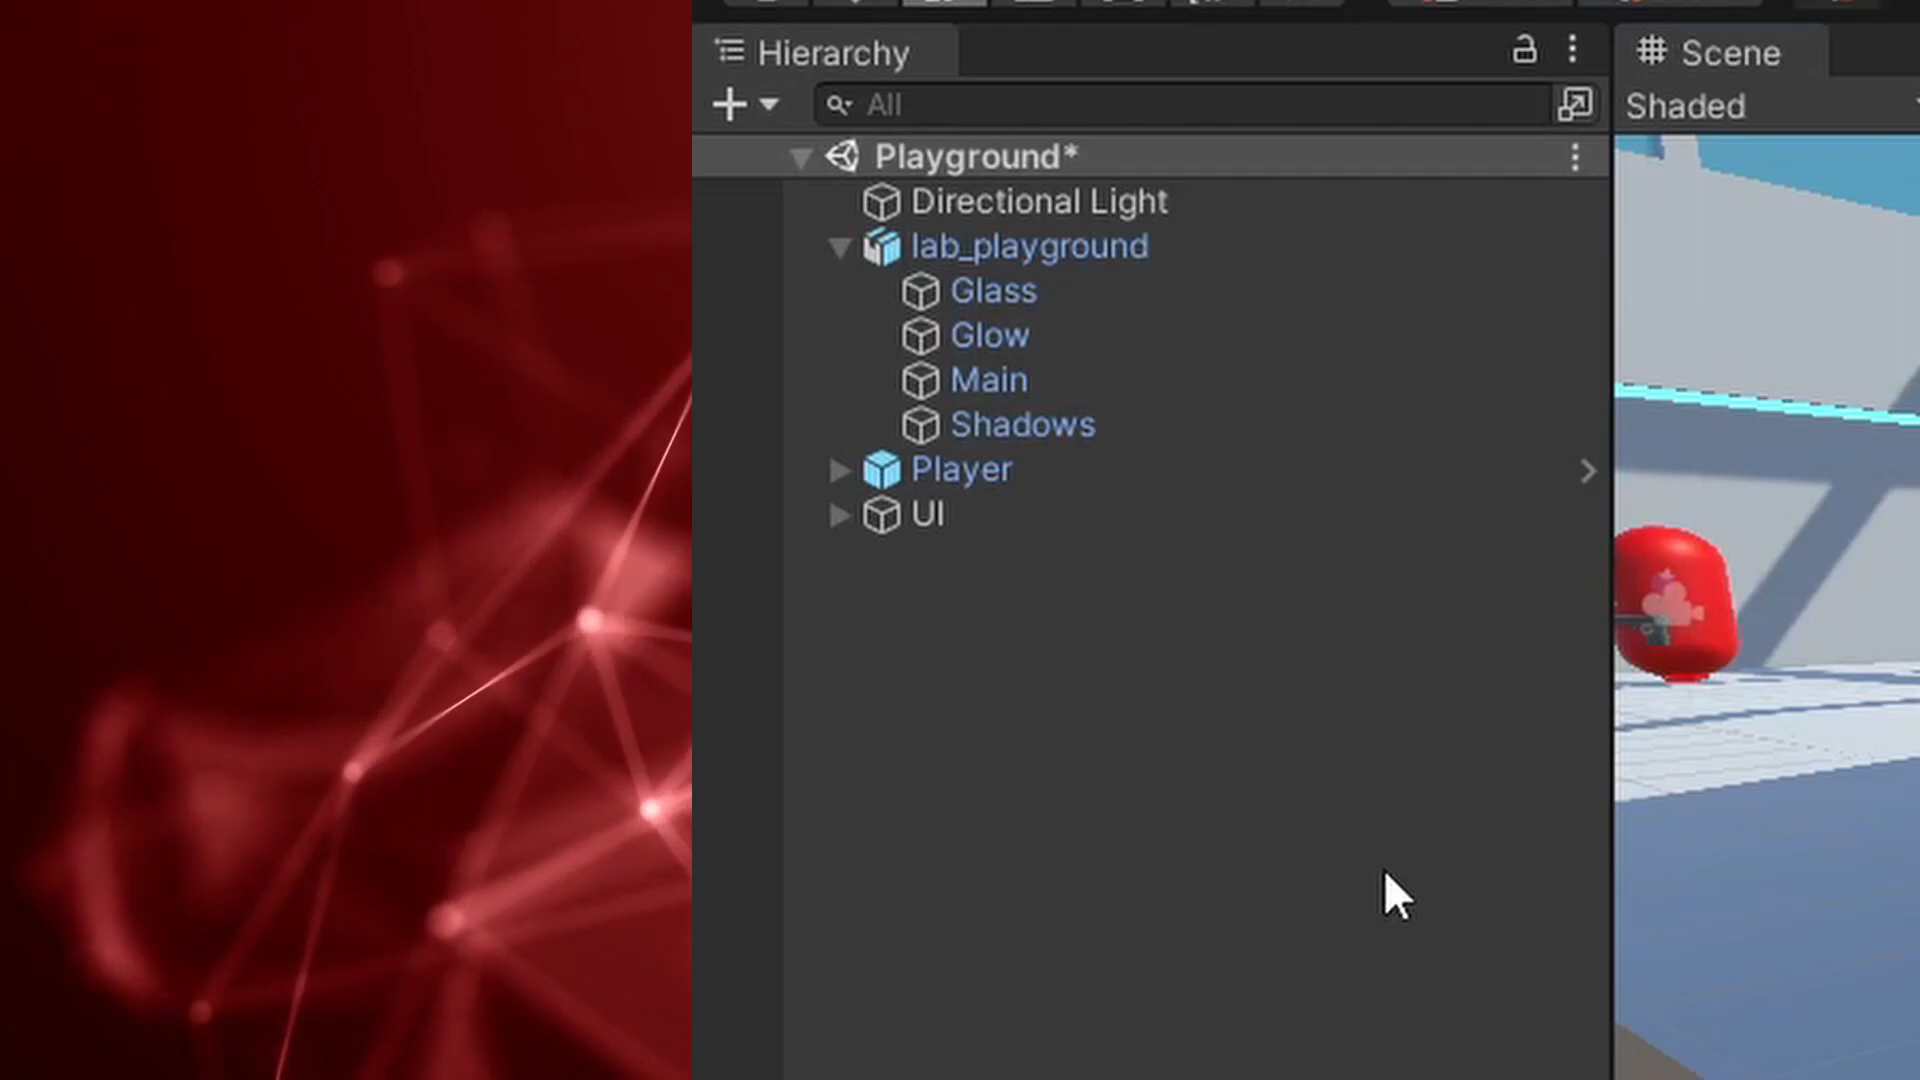 Hierarchy
Scene
All
Shaded
Playground*
Directional Light
lab_playground
Glass
Glow
Main
Shadows
Player
UI